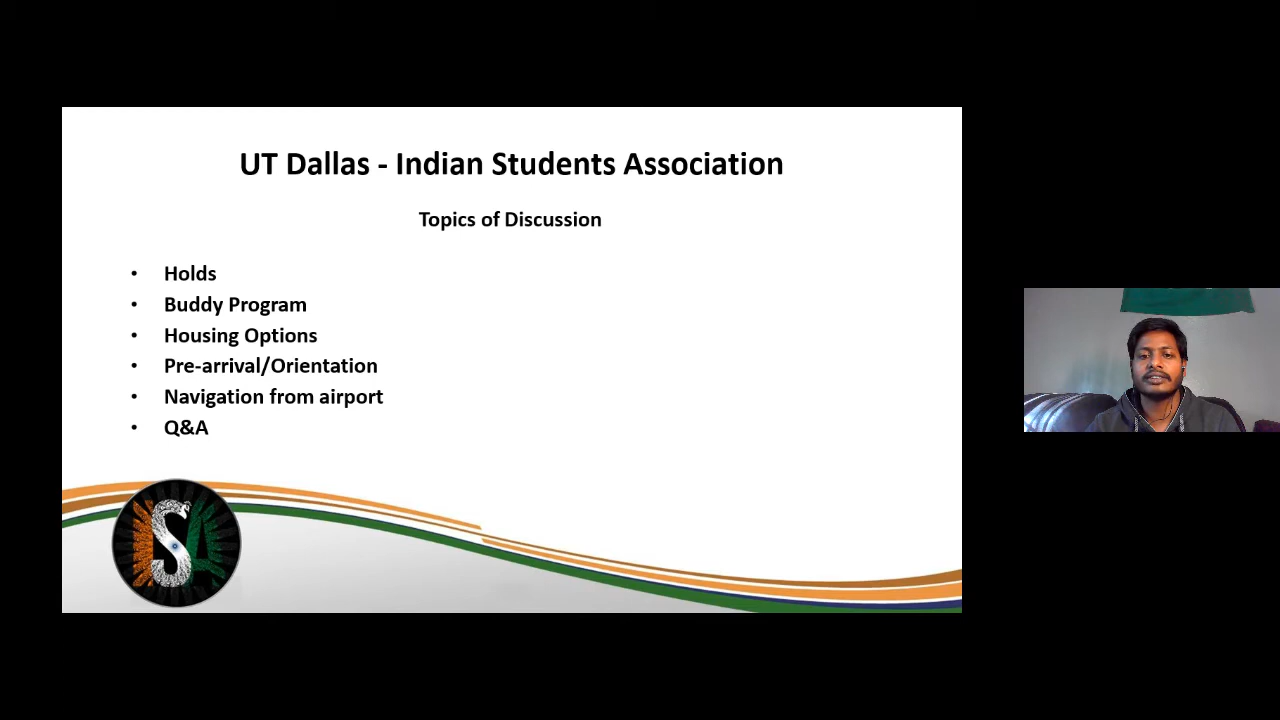 UT Dallas - Indian Students Association
Topics of Discussion
• Holds
• Buddy Program
• Housing Options
• Pre-arrival/Orientation
• Navigation from airport
• Q&A
ISA